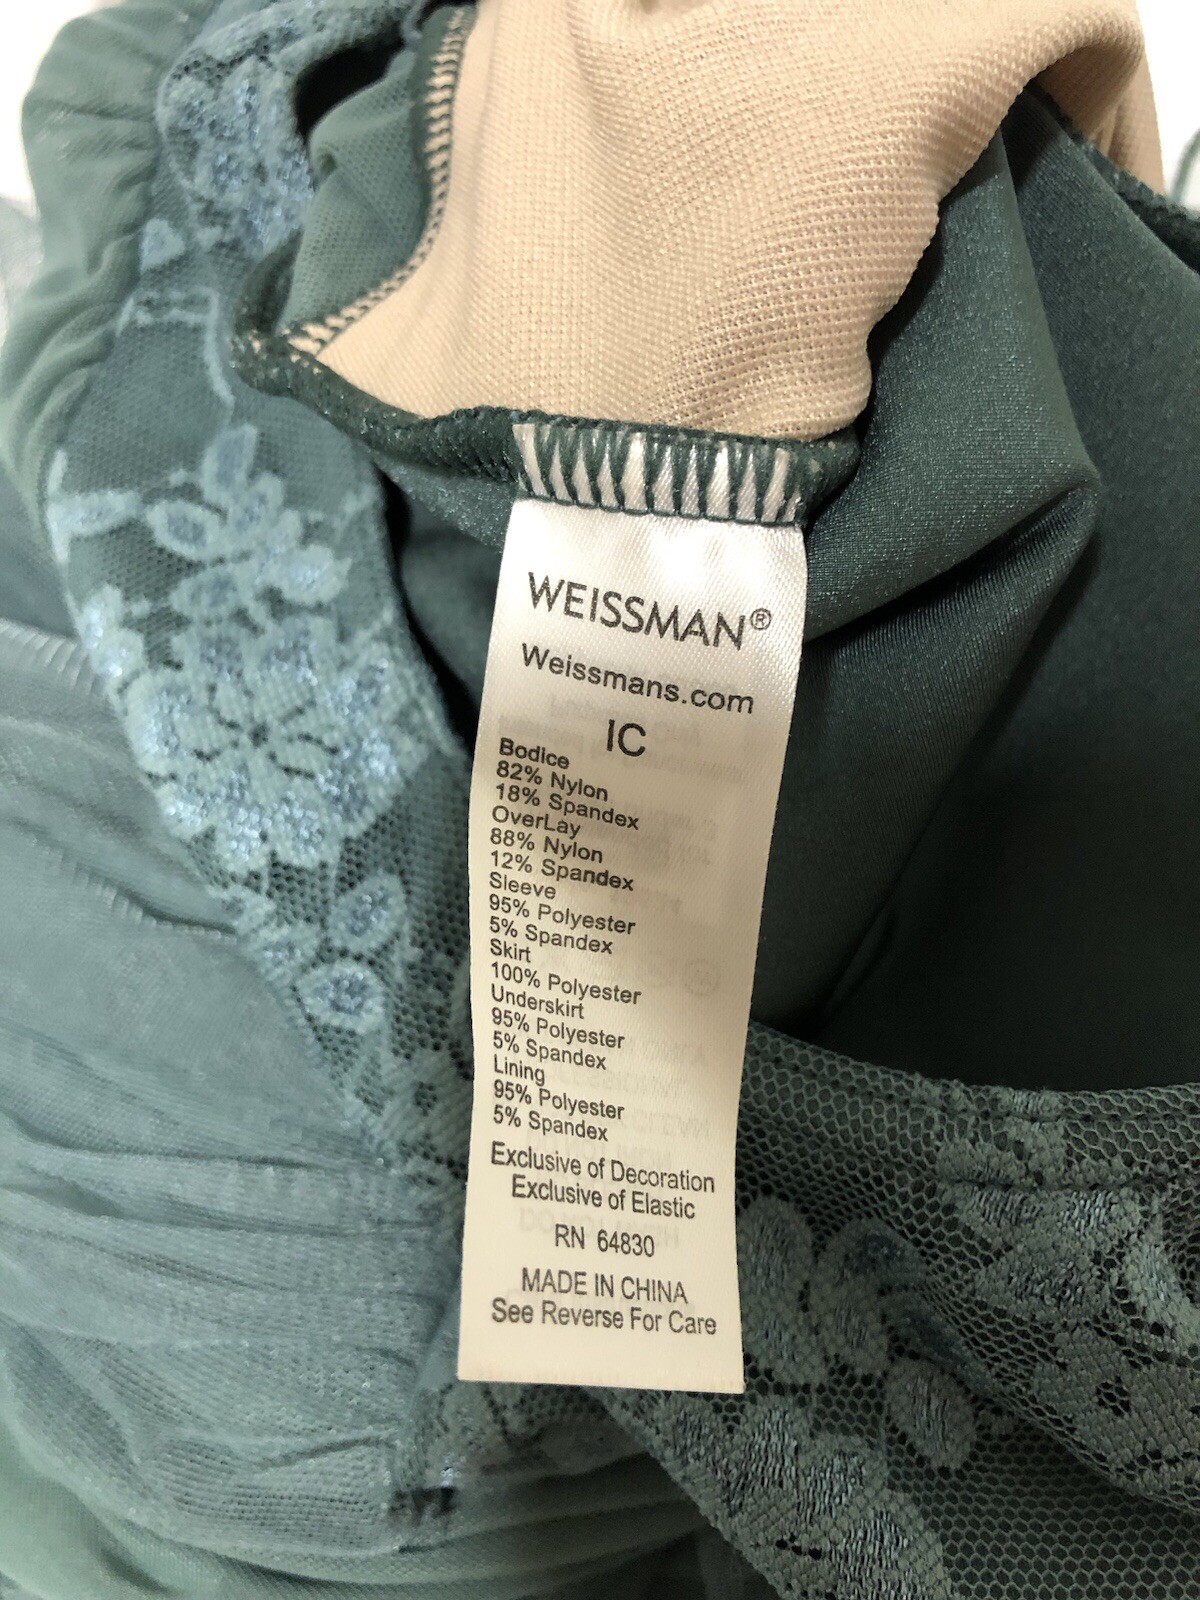 WEISSMAN®
Weissmans.com
IC
Bodice
82% Nylon
18% Spandex
OverLay
88% Nylon
12% Spandex
Sleeve
95% Polyester
5% Spandex
Skirt
100% Polyester
Underskirt
95% Polyester
5% Spandex
Lining
95% Polyester
5% Spandex
Exclusive of Decoration
Exclusive of Elastic
RN 64830
MADE IN CHINA
See Reverse For Care